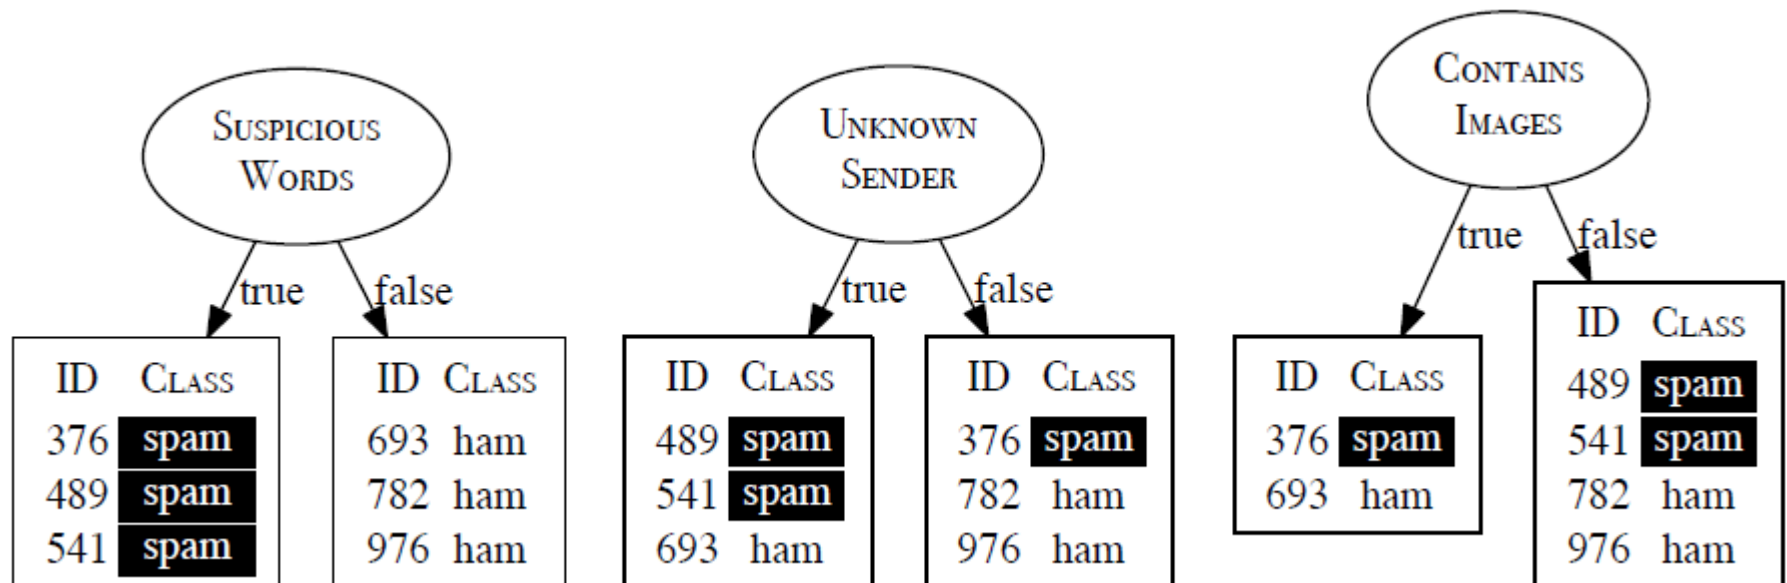 SUSPICIOUS
WORDS
true
false
ID CLASS
376 spam
489 spam
541 spam
ID CLASS
693 ham
782 ham
976 ham
UNKNOWN
SENDER
true
false
ID CLASS
489 spam
541 spam
693 ham
ID CLASS
376 spam
782 ham
976 ham
CONTAINS
IMAGES
true
false
ID CLASS
376 spam
693 ham
ID CLASS
489 spam
541 spam
782 ham
976 ham